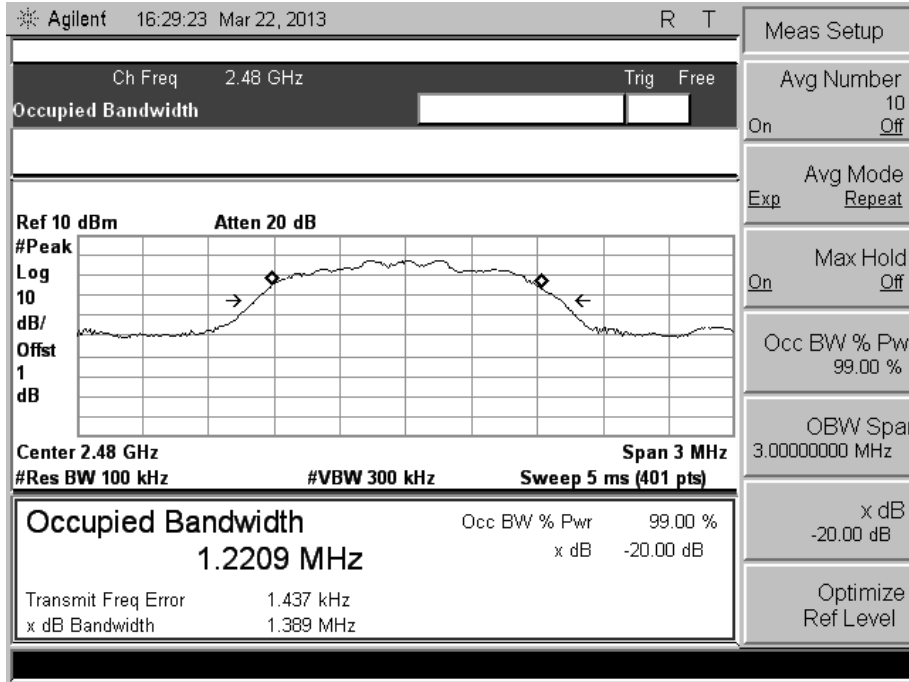 Agilent 16:29:23 Mar 22, 2013 R T
Ch Freq 2.48 GHz Trig Free
Occupied Bandwidth
Ref 10 dBm Atten 20 dB
#Peak
Log
10
dB/
Offst
1
dB
Center 2.48 GHz Span 3 MHz
#Res BW 100 kHz #VBW 300 kHz Sweep 5 ms (401 pts)
Occupied Bandwidth
1.2209 MHz
Occ BW % Pwr 99.00 %
x dB -20.00 dB
Transmit Freq Error 1.437 kHz
x dB Bandwidth 1.389 MHz
Meas Setup
Avg Number
10
On Off
Avg Mode
Exp Repeat
Max Hold
On Off
Occ BW % Pw
99.00 %
OBW Spa
3.00000000 MHz
x dB
-20.00 dB
Optimize
Ref Level